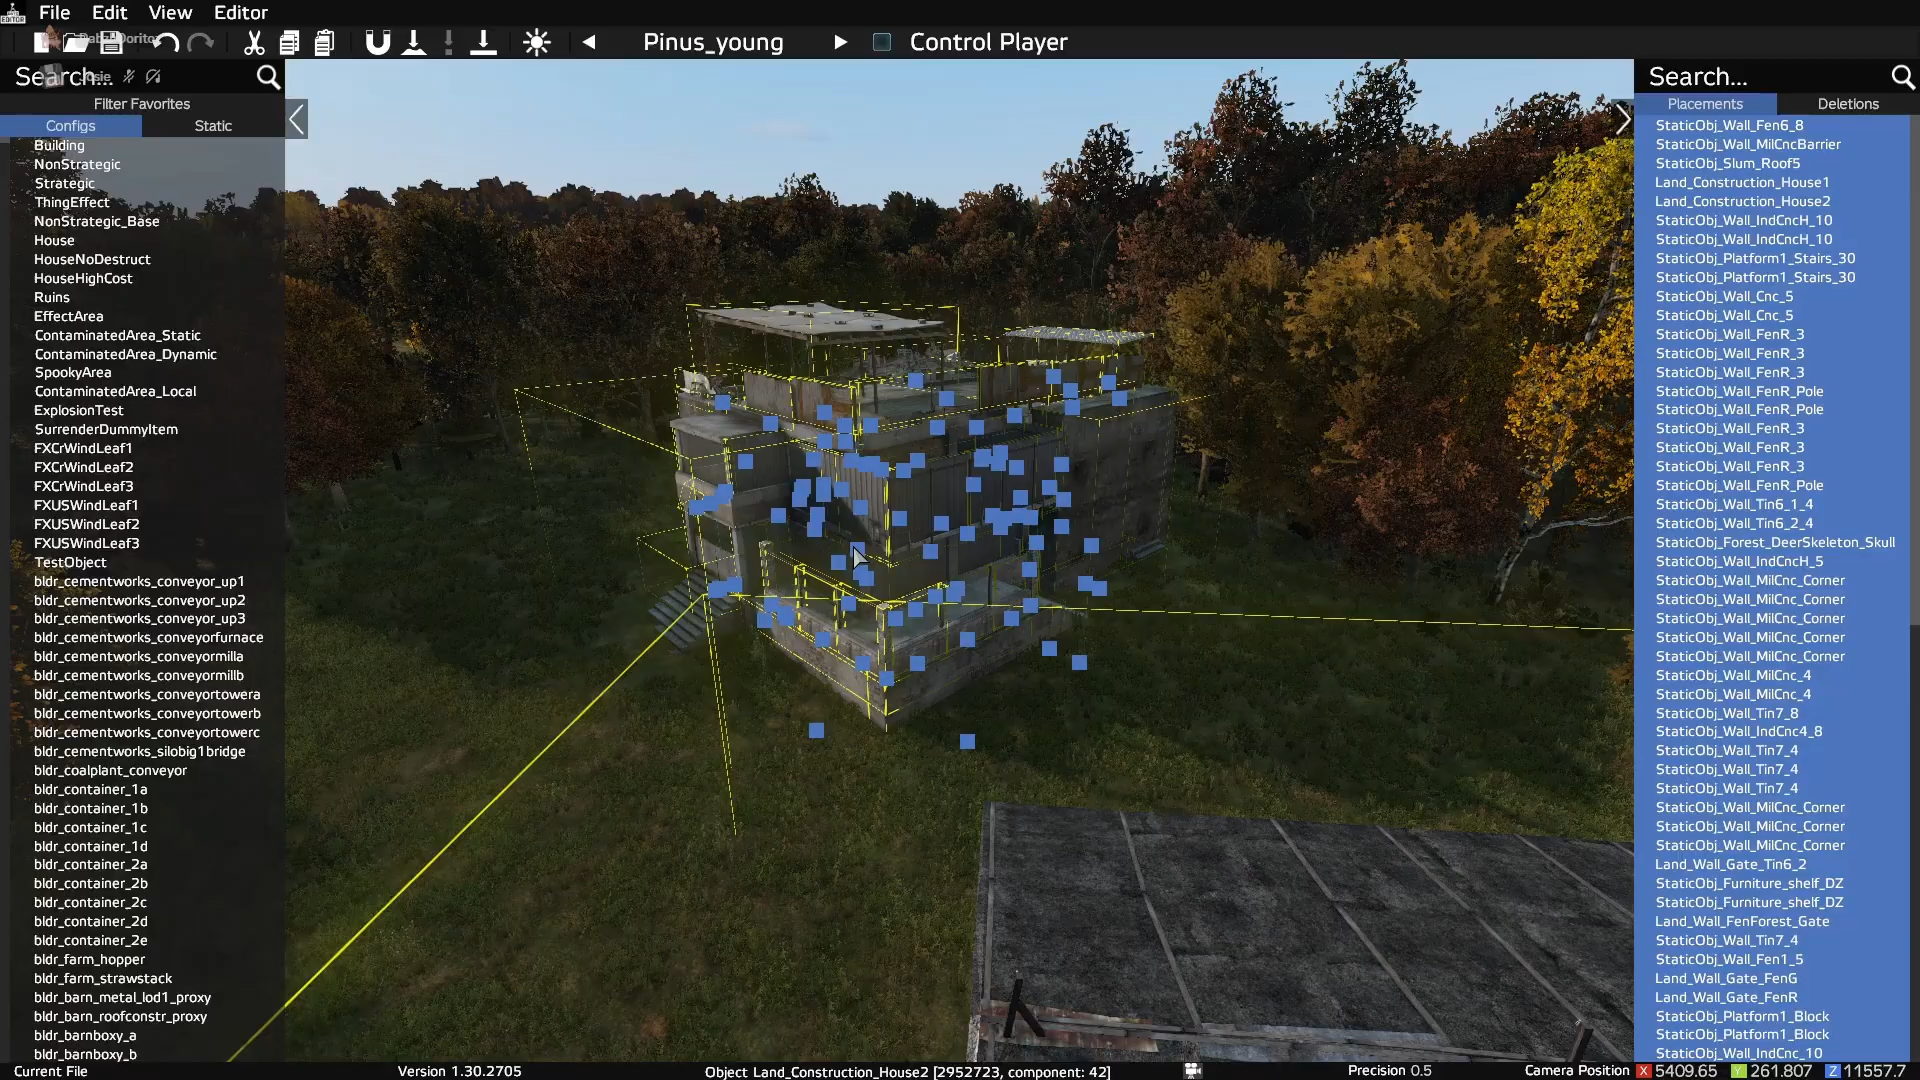 EDITOR
File Edit View Editor
Pinus_young
Control Player
Search...
Filter Favorites
Configs Static
Building
NonStrategic
Strategic
ThingEffect
NonStrategic_Base
House
HouseNoDestruct
HouseHighCost
Ruins
EffectArea
ContaminatedArea_Static
ContaminatedArea_Dynamic
SpookyArea
ContaminatedArea_Local
ExplosionTest
SurrenderDummyItem
FXCrWindLeaf1
FXCrWindLeaf2
FXCrWindLeaf3
FXUSWindLeaf1
FXUSWindLeaf2
FXUSWindLeaf3
TestObject
bldr_cementworks_conveyor_up1
bldr_cementworks_conveyor_up2
bldr_cementworks_conveyor_up3
bldr_cementworks_conveyorfurnace
bldr_cementworks_conveyormilla
bldr_cementworks_conveyormillb
bldr_cementworks_conveyortowera
bldr_cementworks_conveyortowerb
bldr_cementworks_conveyortowerc
bldr_cementworks_silobig1bridge
bldr_coalplant_conveyor
bldr_container_1a
bldr_container_1b
bldr_container_1c
bldr_container_1d
bldr_container_2a
bldr_container_2b
bldr_container_2c
bldr_container_2d
bldr_container_2e
bldr_farm_hopper
bldr_farm_strawstack
bldr_barn_metal_lod1_proxy
bldr_barn_roofconstr_proxy
bldr_barnboxy_a
bldr_barnboxy_b
Search...
Placements Deletions
StaticObj_Wall_Fen6_8
StaticObj_Wall_MilCncBarrier
StaticObj_Slum_Roof5
Land_Construction_House1
Land_Construction_House2
StaticObj_Wall_IndCncH_10
StaticObj_Wall_IndCncH_10
StaticObj_Platform1_Stairs_30
StaticObj_Platform1_Stairs_30
StaticObj_Wall_Cnc_5
StaticObj_Wall_Cnc_5
StaticObj_Wall_FenR_3
StaticObj_Wall_FenR_3
StaticObj_Wall_FenR_3
StaticObj_Wall_FenR_Pole
StaticObj_Wall_FenR_Pole
StaticObj_Wall_FenR_3
StaticObj_Wall_FenR_3
StaticObj_Wall_FenR_3
StaticObj_Wall_FenR_Pole
StaticObj_Wall_Tin6_1_4
StaticObj_Wall_Tin6_2_4
StaticObj_Forest_DeerSkeleton_Skull
StaticObj_Wall_IndCncH_5
StaticObj_Wall_MilCnc_Corner
StaticObj_Wall_MilCnc_Corner
StaticObj_Wall_MilCnc_Corner
StaticObj_Wall_MilCnc_Corner
StaticObj_Wall_MilCnc_Corner
StaticObj_Wall_MilCnc_4
StaticObj_Wall_MilCnc_4
StaticObj_Wall_Tin7_8
StaticObj_Wall_IndCnc4_8
StaticObj_Wall_Tin7_4
StaticObj_Wall_Tin7_4
StaticObj_Wall_Tin7_4
StaticObj_Wall_MilCnc_Corner
StaticObj_Wall_MilCnc_Corner
StaticObj_Wall_MilCnc_Corner
Land_Wall_Gate_Tin6_2
StaticObj_Furniture_shelf_DZ
StaticObj_Furniture_shelf_DZ
Land_Wall_FenForest_Gate
StaticObj_Wall_Tin7_4
StaticObj_Wall_Fen1_5
Land_Wall_Gate_FenG
Land_Wall_Gate_FenR
StaticObj_Platform1_Block
StaticObj_Platform1_Block
StaticObj_Wall_IndCnc_10
Current File Version 1.30.2705 Object Land_Construction_House2 [2952723, component: 42] Precision 0.5 Camera Position X 5409.65 Y 261.807 Z 11557.7